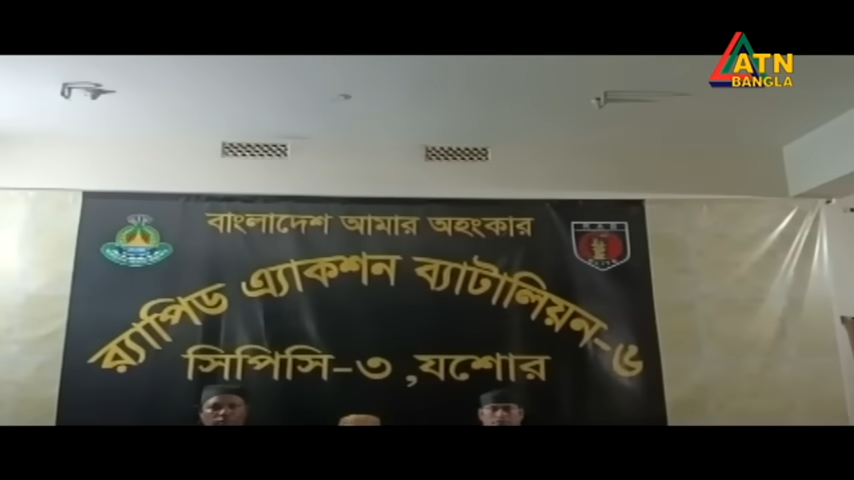 ATN
BANGLA
বাংলাদেশ আমার অহংকার
র‍্যাপিড এ্যাকশন ব্যাটালিয়ন-৬
সিপিসি-৩ ,যশোর